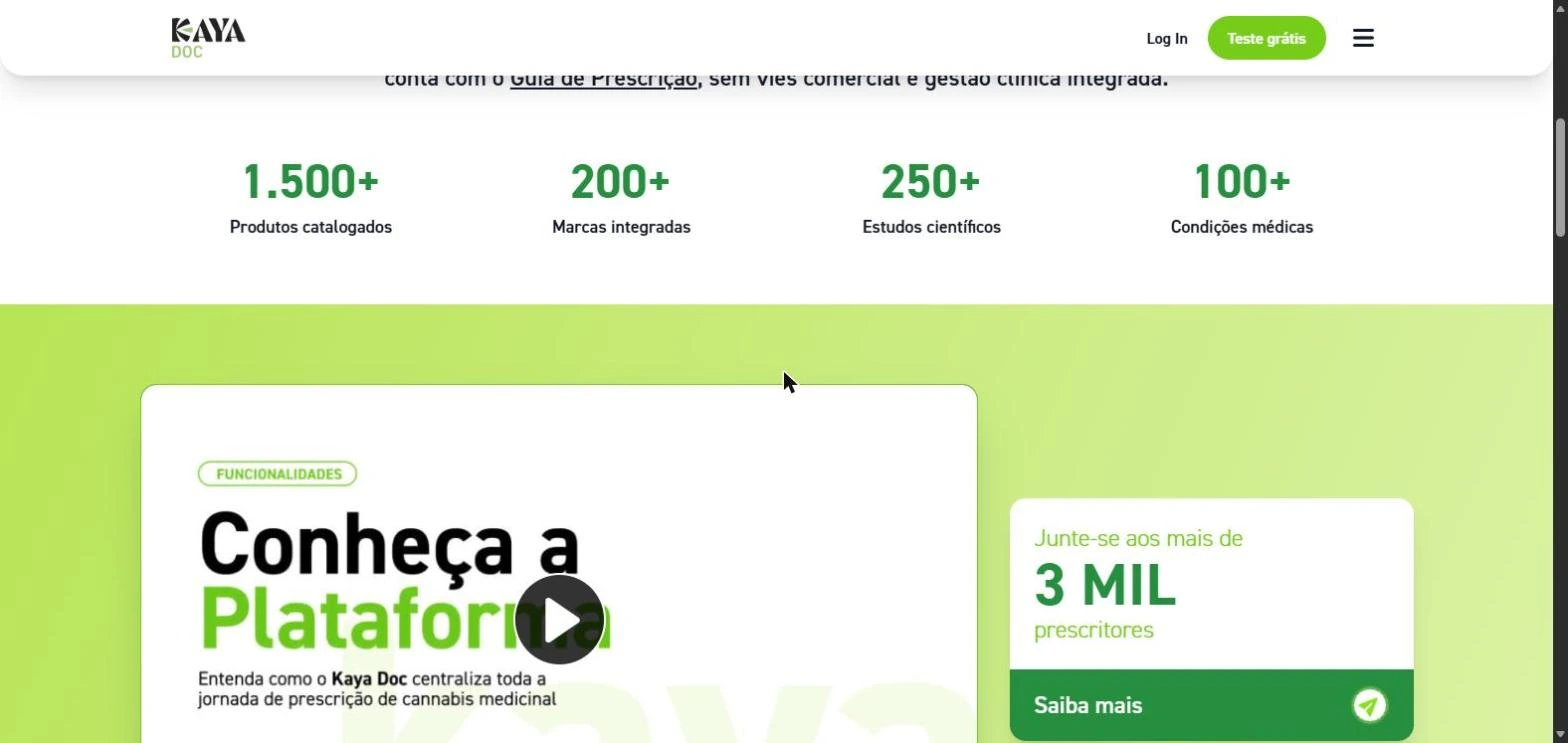 KAYA
DOC
Log In
Teste grátis
conta com o Guia de Prescrição, sem viés comercial e gestão clínica integrada.
1.500+
200+
250+
100+
Produtos catalogados
Marcas integradas
Estudos científicos
Condições médicas
FUNCIONALIDADES
Conheça a
Plataforma
Entenda como o Kaya Doc centraliza toda a
jornada de prescrição de cannabis medicinal
kaya
Junte-se aos mais de
3 MIL
prescritores
Saiba mais